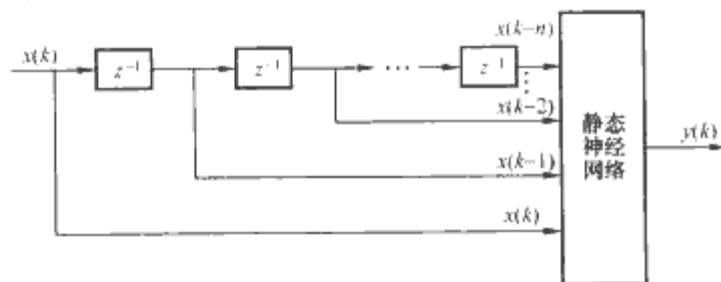 x(k)
z⁻¹
z⁻¹
···
z⁻¹
x(k−n)
⋮
x(k−2)
x(k−1)
x(k)
静态
神经
网络
y(k)